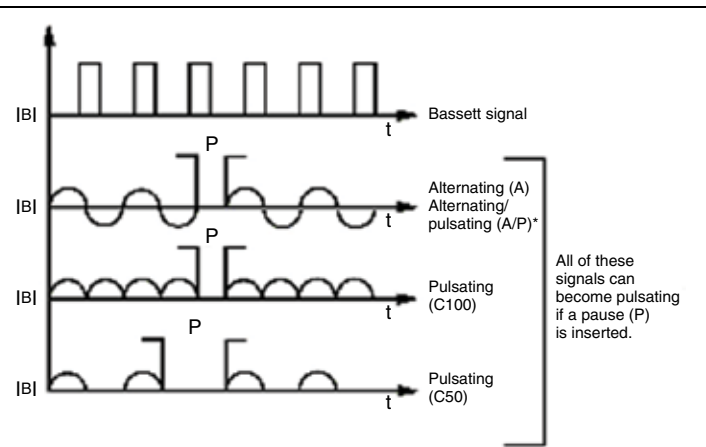 |B|
t
Bassett signal
P
|B|
t
Alternating (A)
Alternating/
pulsating (A/P)*
P
|B|
t
Pulsating
(C100)
P
|B|
t
Pulsating
(C50)
All of these
signals can
become pulsating
if a pause (P)
is inserted.